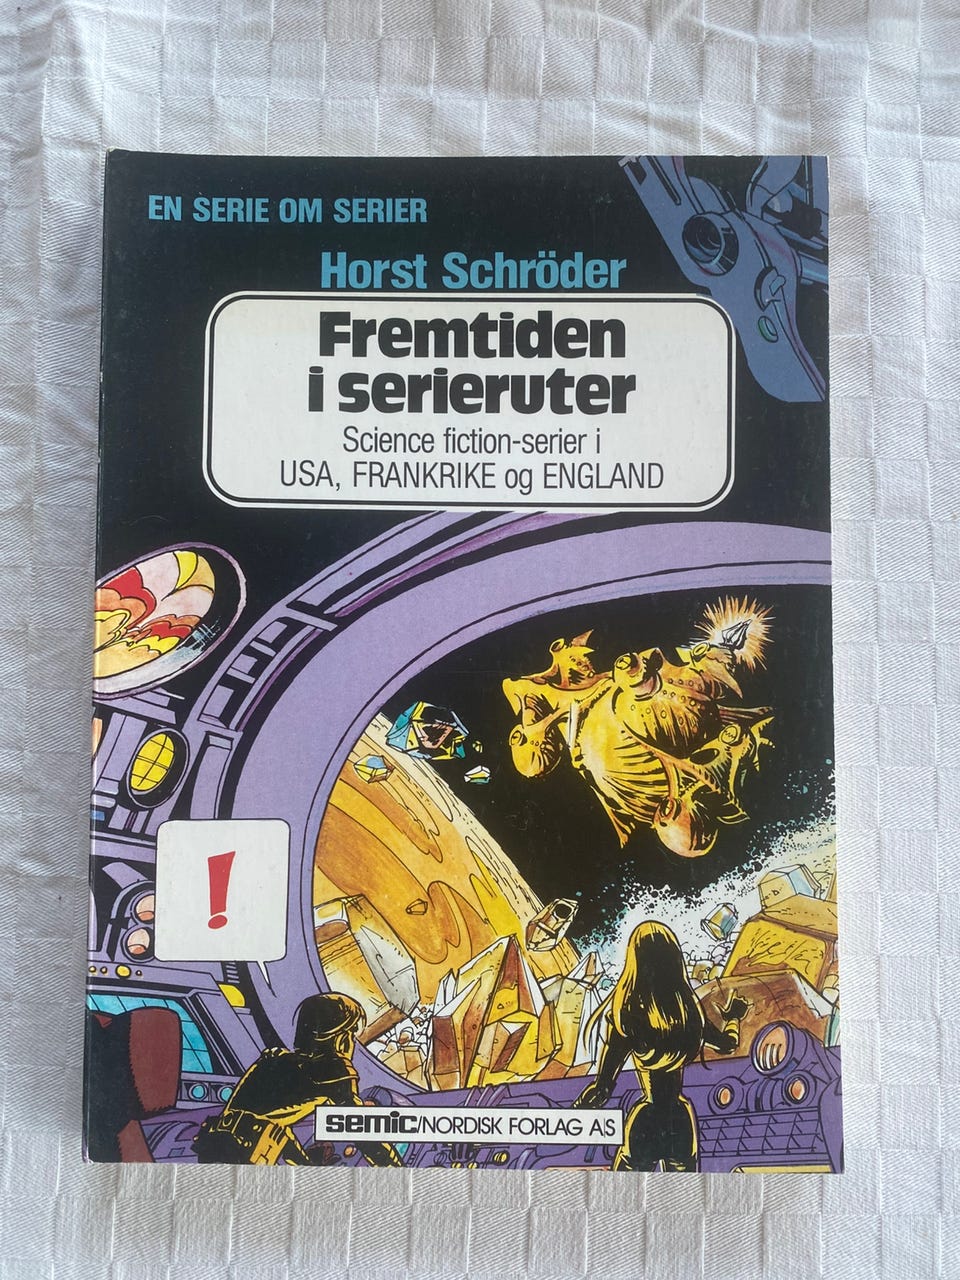 EN SERIE OM SERIER
Horst Schröder
Fremtiden
i serieruter
Science fiction-serier i
USA, FRANKRIKE og ENGLAND
!
semic/NORDISK FORLAG A/S